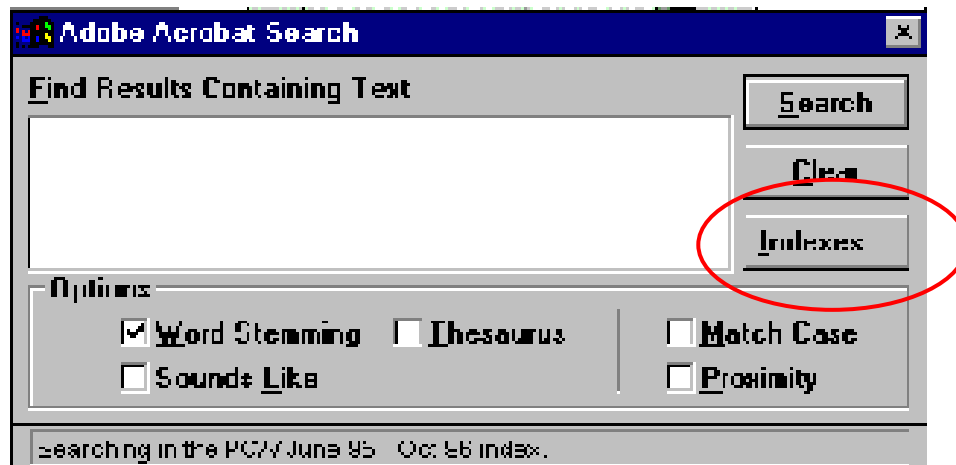 Adobe Acrobat Search
Find Results Containing Text
Search
Clear
Indexes
Options
Word Stemming Thesaurus Match Case
Sounds Like Proximity
Searching in the June 95 Oct 96 index.